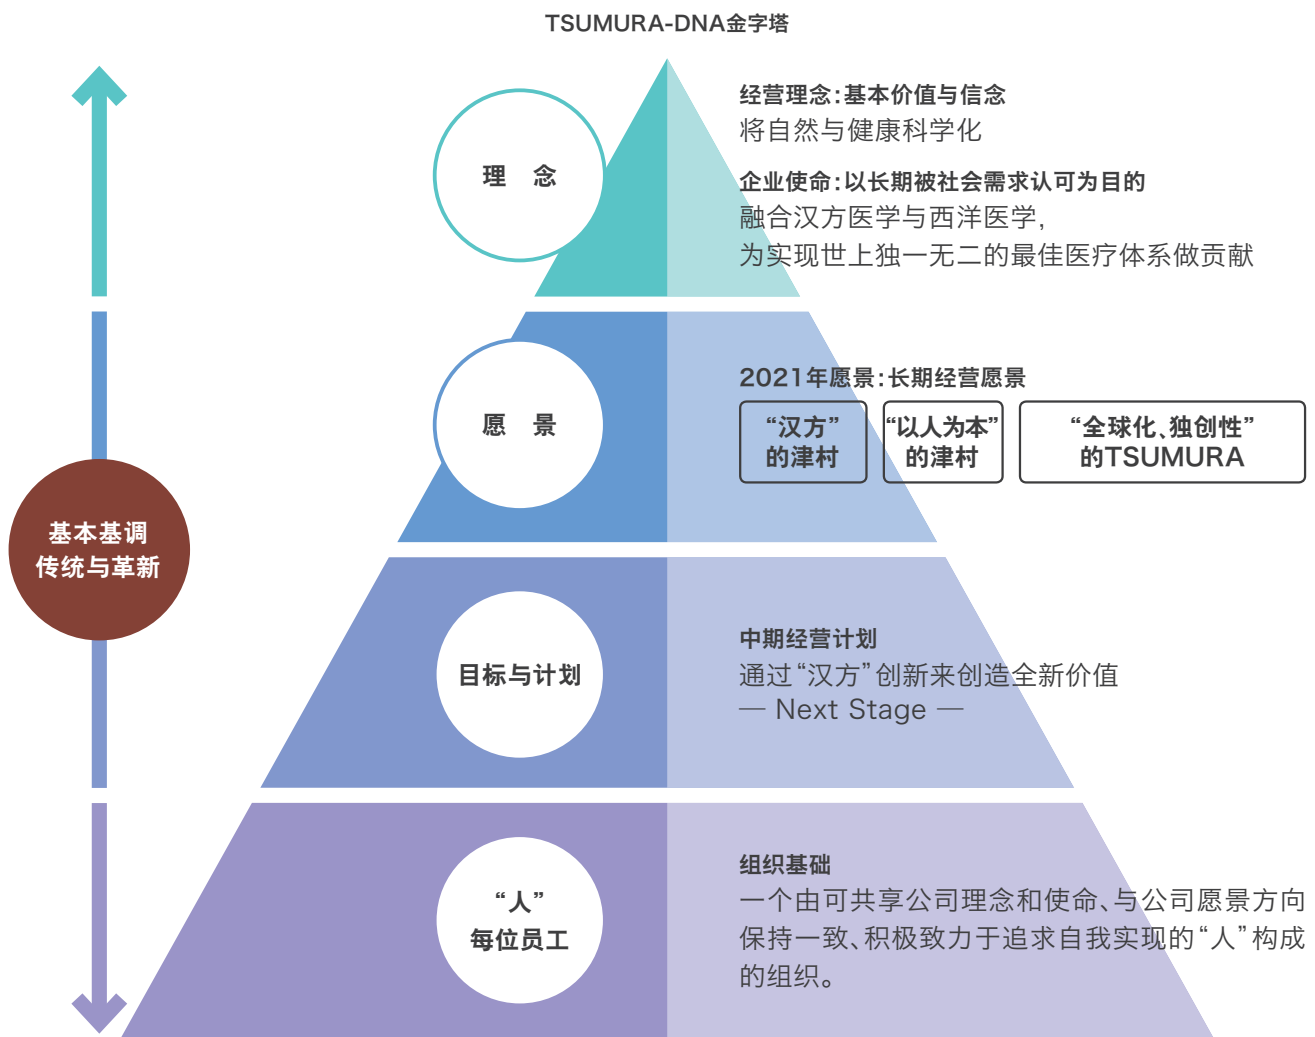 TSUMURA-DNA金字塔
理 念
经营理念:基本价值与信念
将自然与健康科学化
企业使命:以长期被社会需求认可为目的
融合汉方医学与西洋医学,
为实现世上独一无二的最佳医疗体系做贡献
愿 景
2021年愿景:长期经营愿景
“汉方”
的津村
“以人为本”
的津村
“全球化、独创性”
的TSUMURA
基本基调
传统与革新
目标与计划
中期经营计划
通过“汉方”创新来创造全新价值
— Next Stage —
“人”
每位员工
组织基础
一个由可共享公司理念和使命、与公司愿景方向
保持一致、积极致力于追求自我实现的“人”构成
的组织。